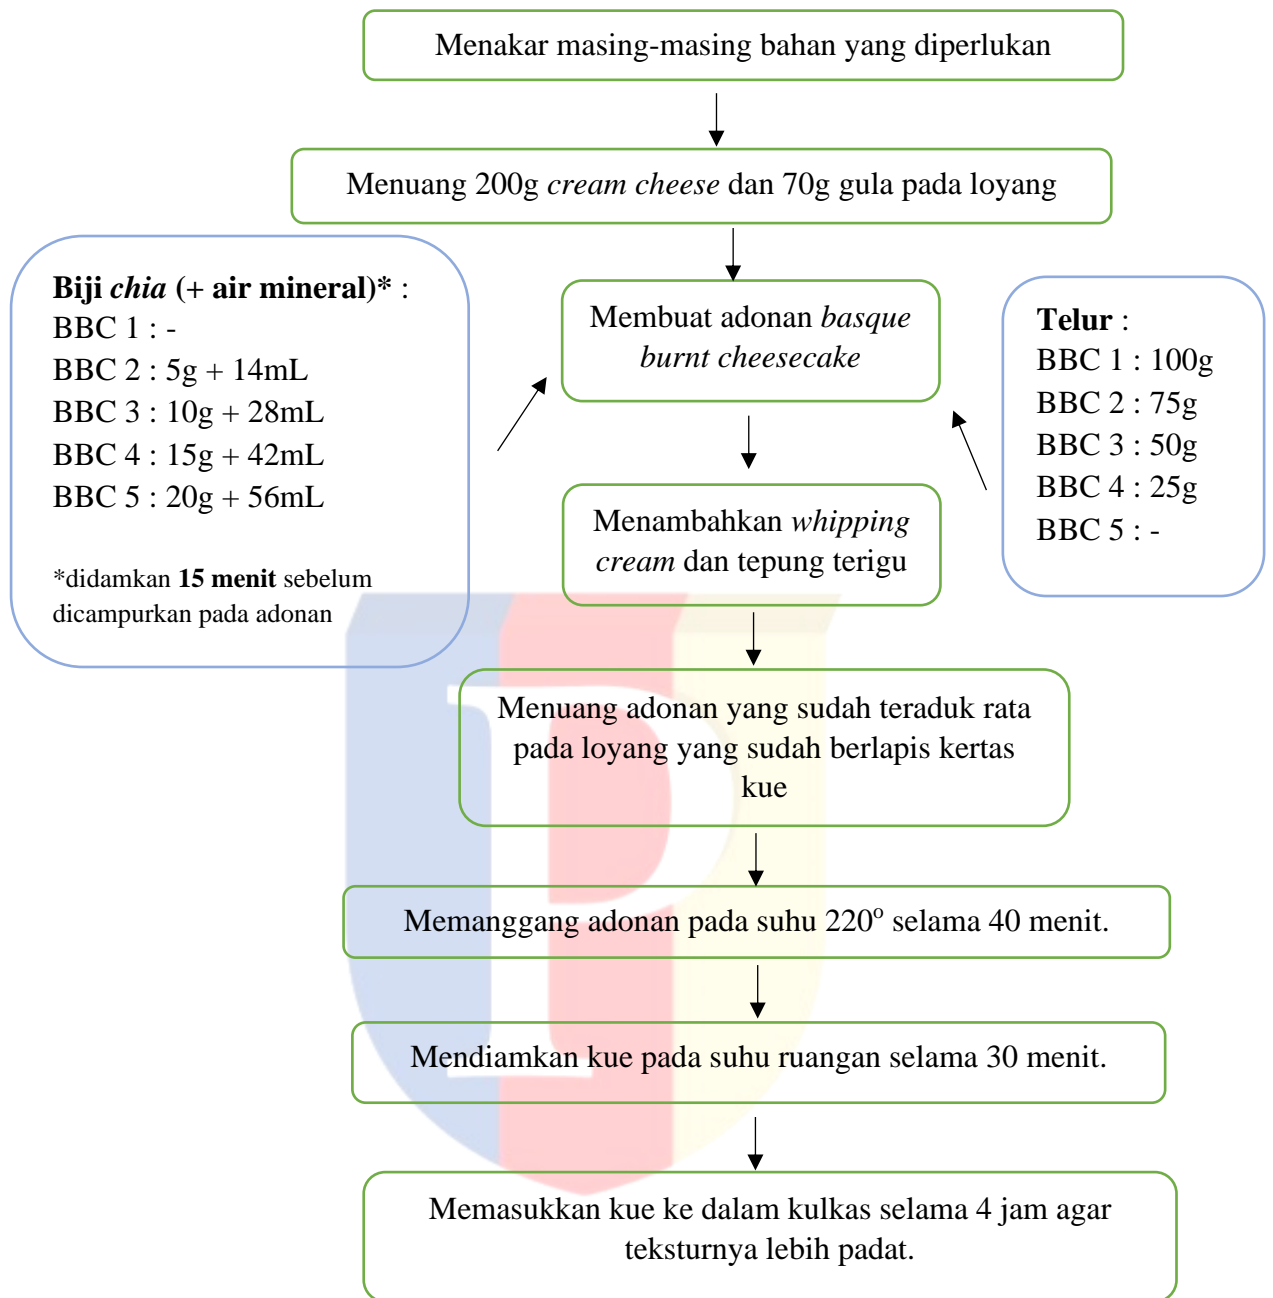 Menakar masing-masing bahan yang diperlukan
Menuang 200g cream cheese dan 70g gula pada loyang
Biji chia (+ air mineral)* :
BBC 1 : -
BBC 2 : 5g + 14mL
BBC 3 : 10g + 28mL
BBC 4 : 15g + 42mL
BBC 5 : 20g + 56mL
*didamkan 15 menit sebelum
dicampurkan pada adonan
Membuat adonan basque
burnt cheesecake
Telur :
BBC 1 : 100g
BBC 2 : 75g
BBC 3 : 50g
BBC 4 : 25g
BBC 5 : -
Menambahkan whipping
cream dan tepung terigu
Menuang adonan yang sudah teraduk rata
pada loyang yang sudah berlapis kertas
kue
Memanggang adonan pada suhu 220º selama 40 menit.
Mendiamkan kue pada suhu ruangan selama 30 menit.
Memasukkan kue ke dalam kulkas selama 4 jam agar
teksturnya lebih padat.